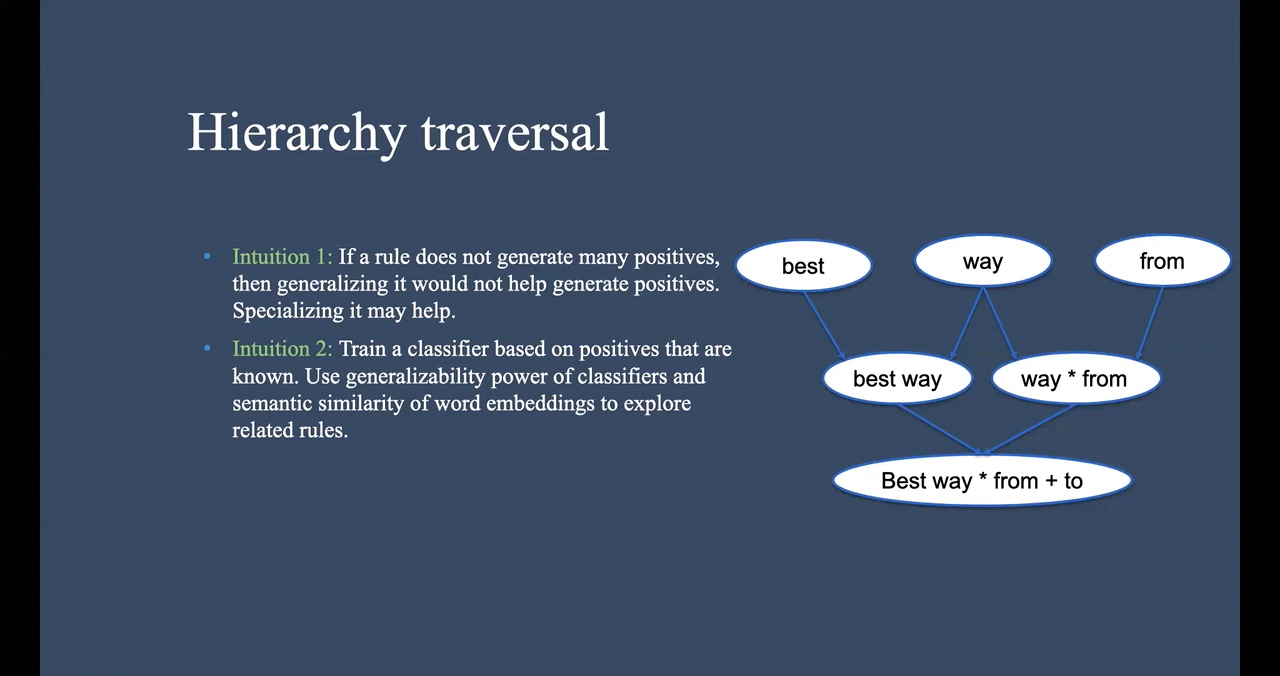 Hierarchy traversal
Intuition 1: If a rule does not generate many positives,
then generalizing it would not help generate positives.
Specializing it may help.
Intuition 2: Train a classifier based on positives that are
known. Use generalizability power of classifiers and
semantic similarity of word embeddings to explore
related rules.
best
way
from
best way
way * from
Best way * from + to